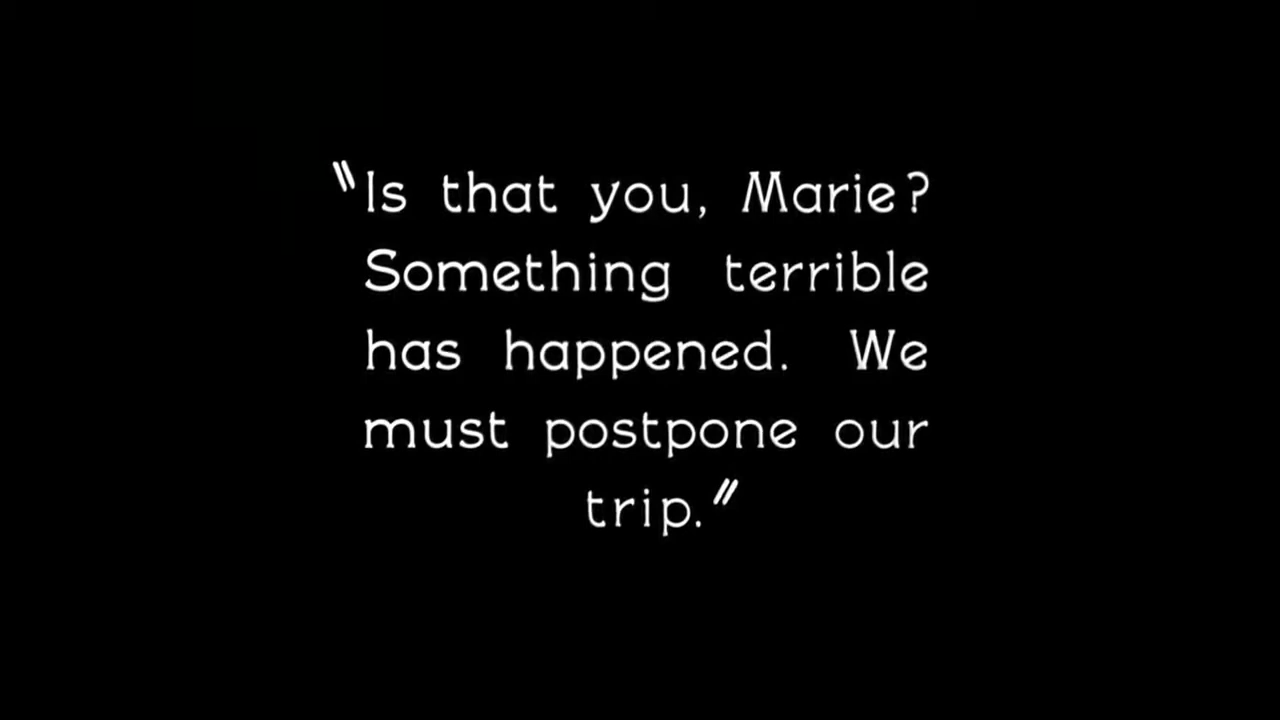 "Is that you, Marie?
Something terrible
has happened. We
must postpone our
trip."